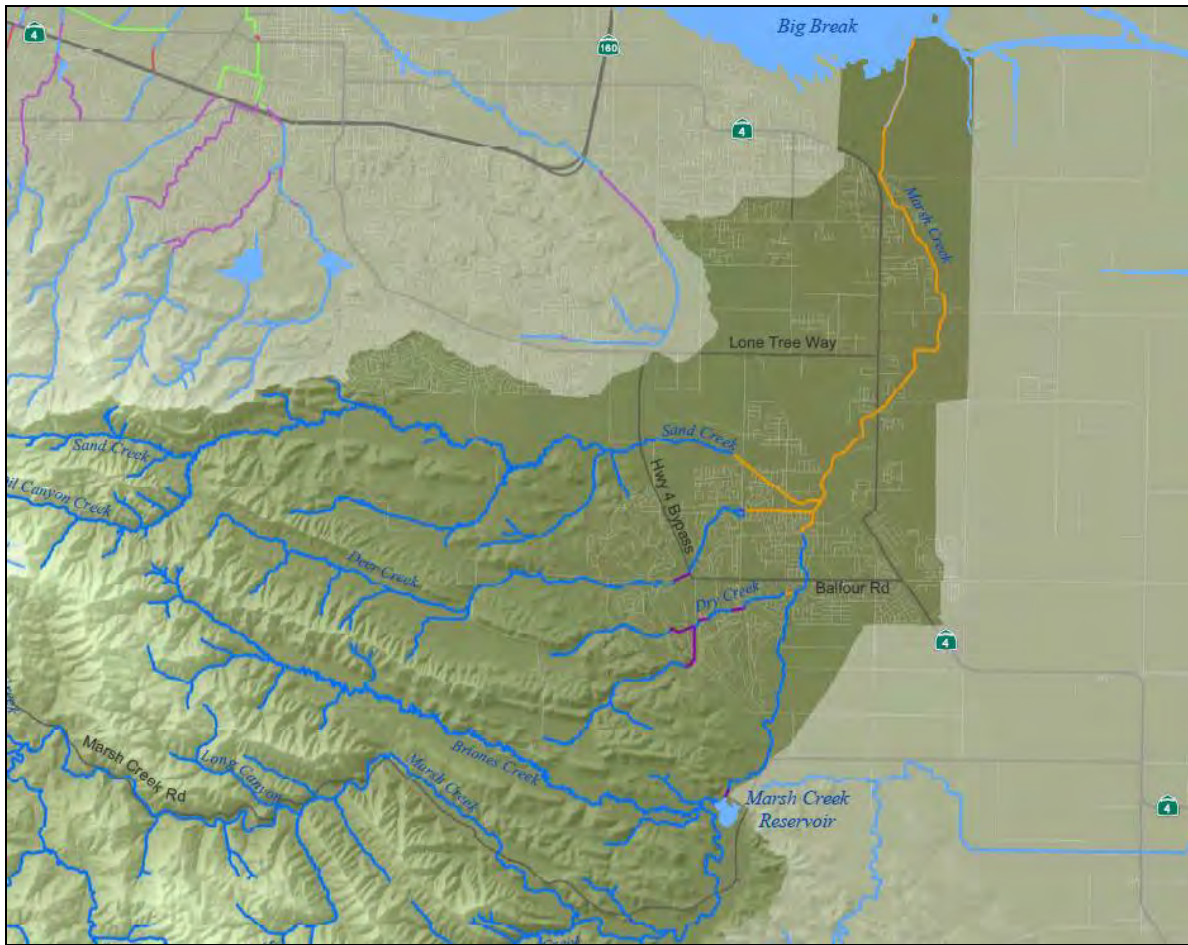 Big Break
4
160
4
Marsh Creek
Lone Tree Way
Sand Creek
Sand Creek
Hwy 4 Bypass
Canyon Creek
Deer Creek
Balfour Rd
Dry Creek
4
Briones Creek
Marsh Creek Rd
Long Canyon
Marsh Creek
Marsh Creek
Reservoir
4
Creek